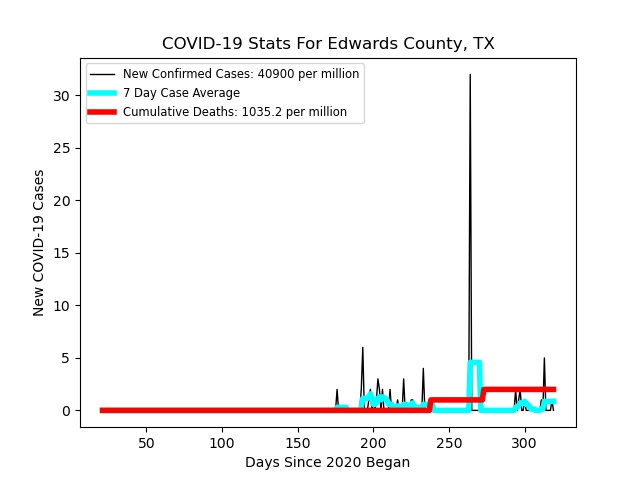 COVID-19 Stats For Edwards County, TX
New Confirmed Cases: 40900 per million
7 Day Case Average
Cumulative Deaths: 1035.2 per million
New COVID-19 Cases
30
25
20
15
10
5
0
50 100 150 200 250 300
Days Since 2020 Began